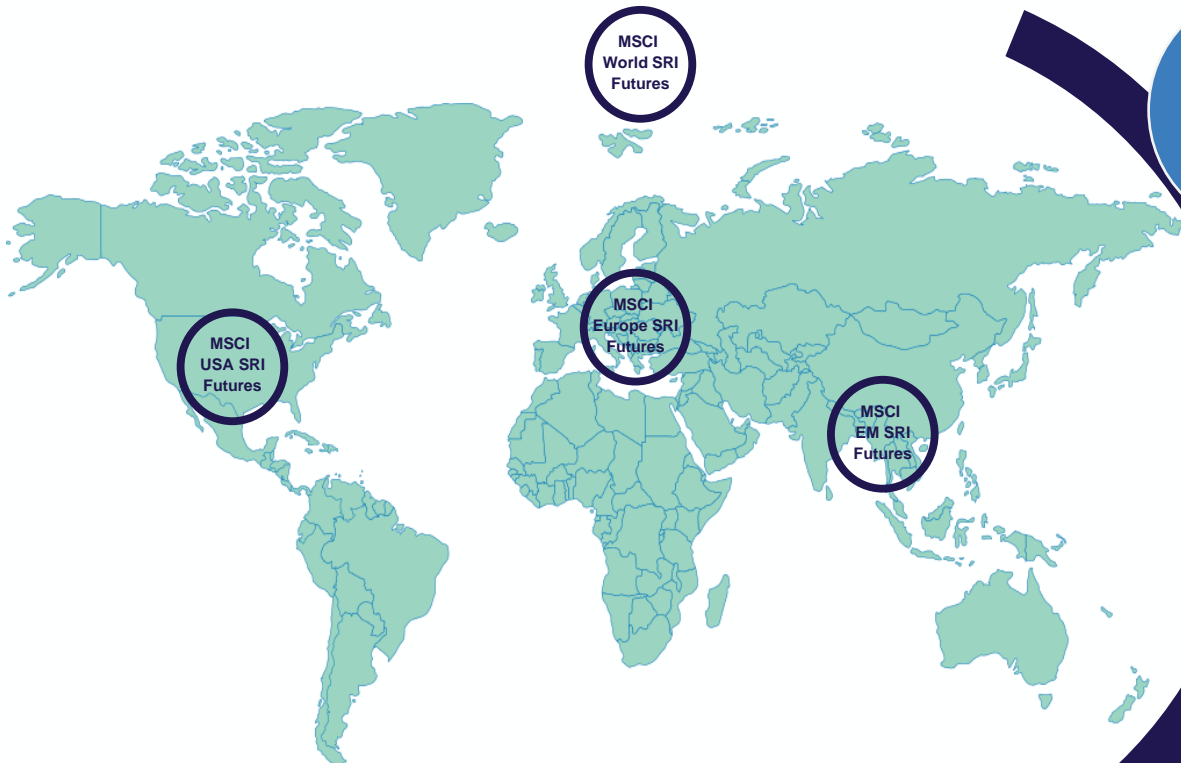 MSCI
World SRI
Futures
MSCI
Europe SRI
Futures
MSCI
USA SRI
Futures
MSCI
EM SRI
Futures